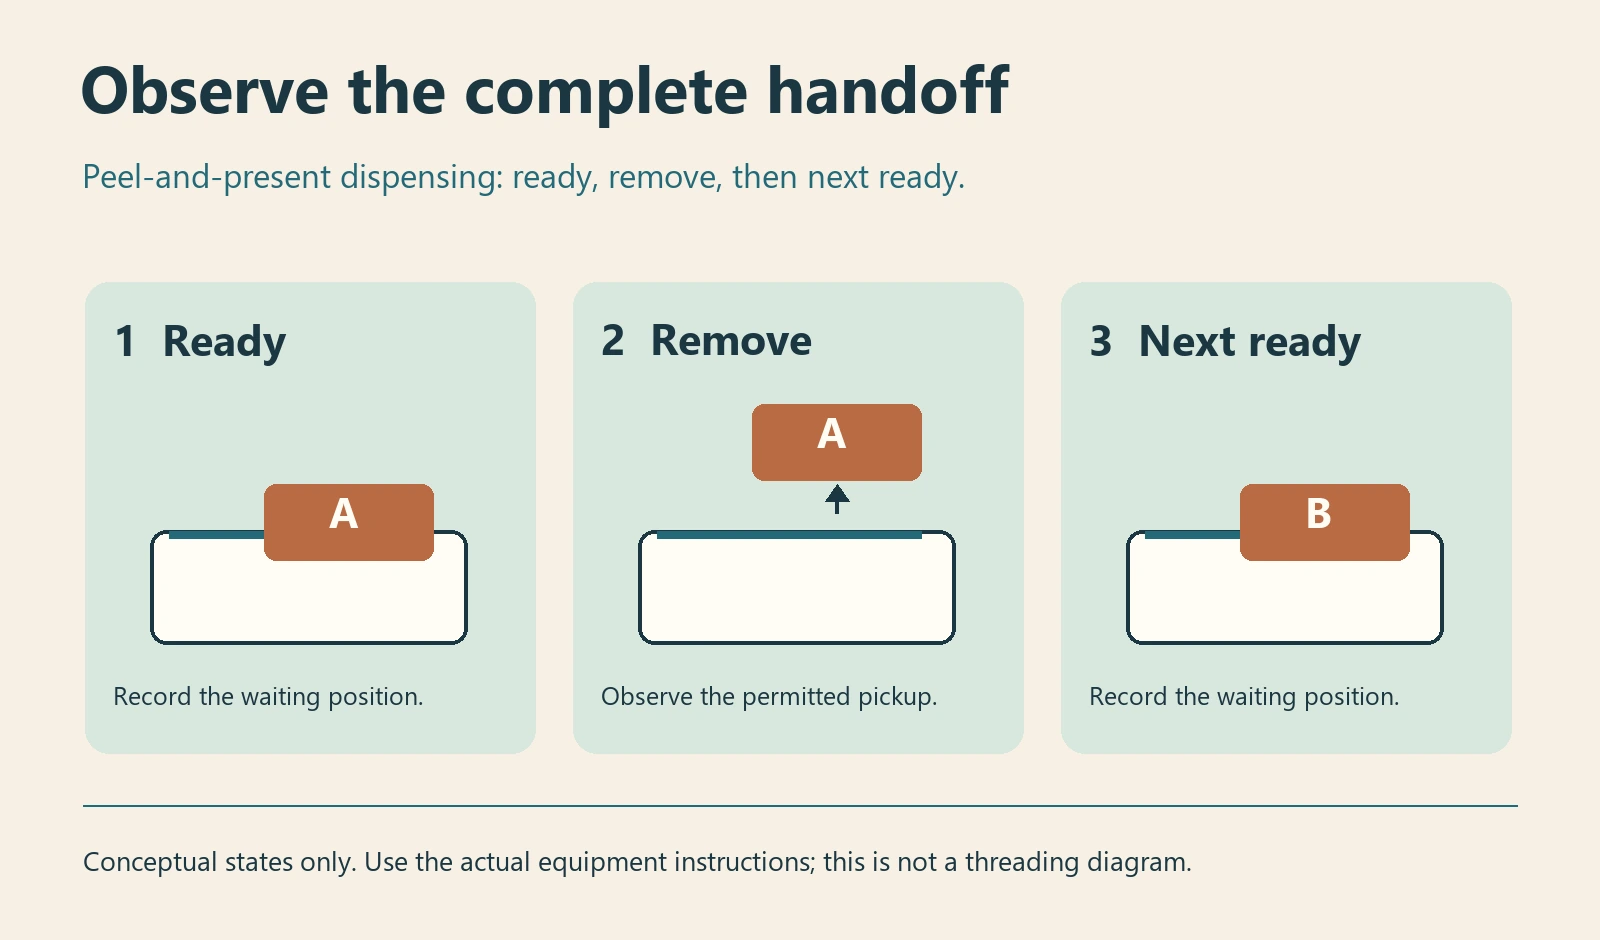 Observe the complete handoff
Peel-and-present dispensing: ready, remove, then next ready.
1 Ready
A
Record the waiting position.
2 Remove
A
Observe the permitted pickup.
3 Next ready
B
Record the waiting position.
Conceptual states only. Use the actual equipment instructions; this is not a threading diagram.